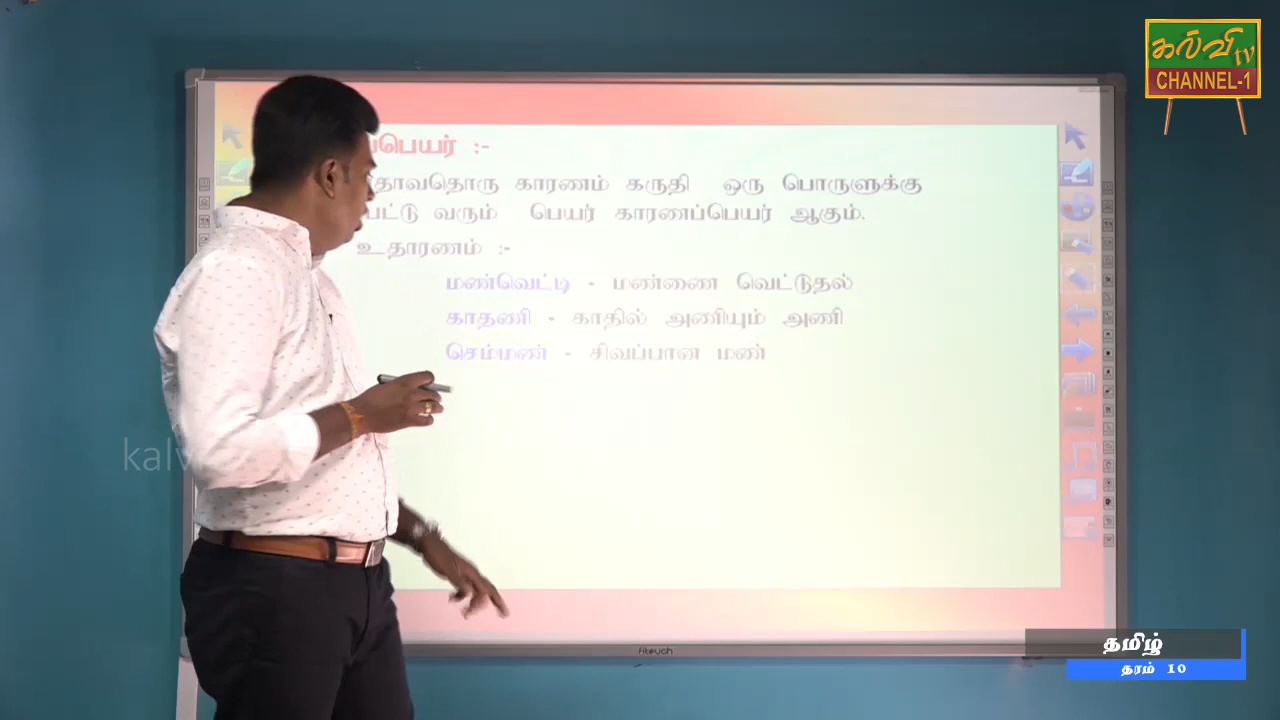 கல்வி tv
CHANNEL-1
பெயர் :-
தாவதொரு காரணம் கருதி ஒரு பொருளுக்கு
பட்டு வரும் பெயர் காரணப்பெயர் ஆகும்.
உதாரணம் :-
மண்வெட்டி - மண்ணை வெட்டுதல்
காதணி - காதில் அணியும் அணி
செம்மண் - சிவப்பான மண்
kalv
தமிழ்
தரம் 10